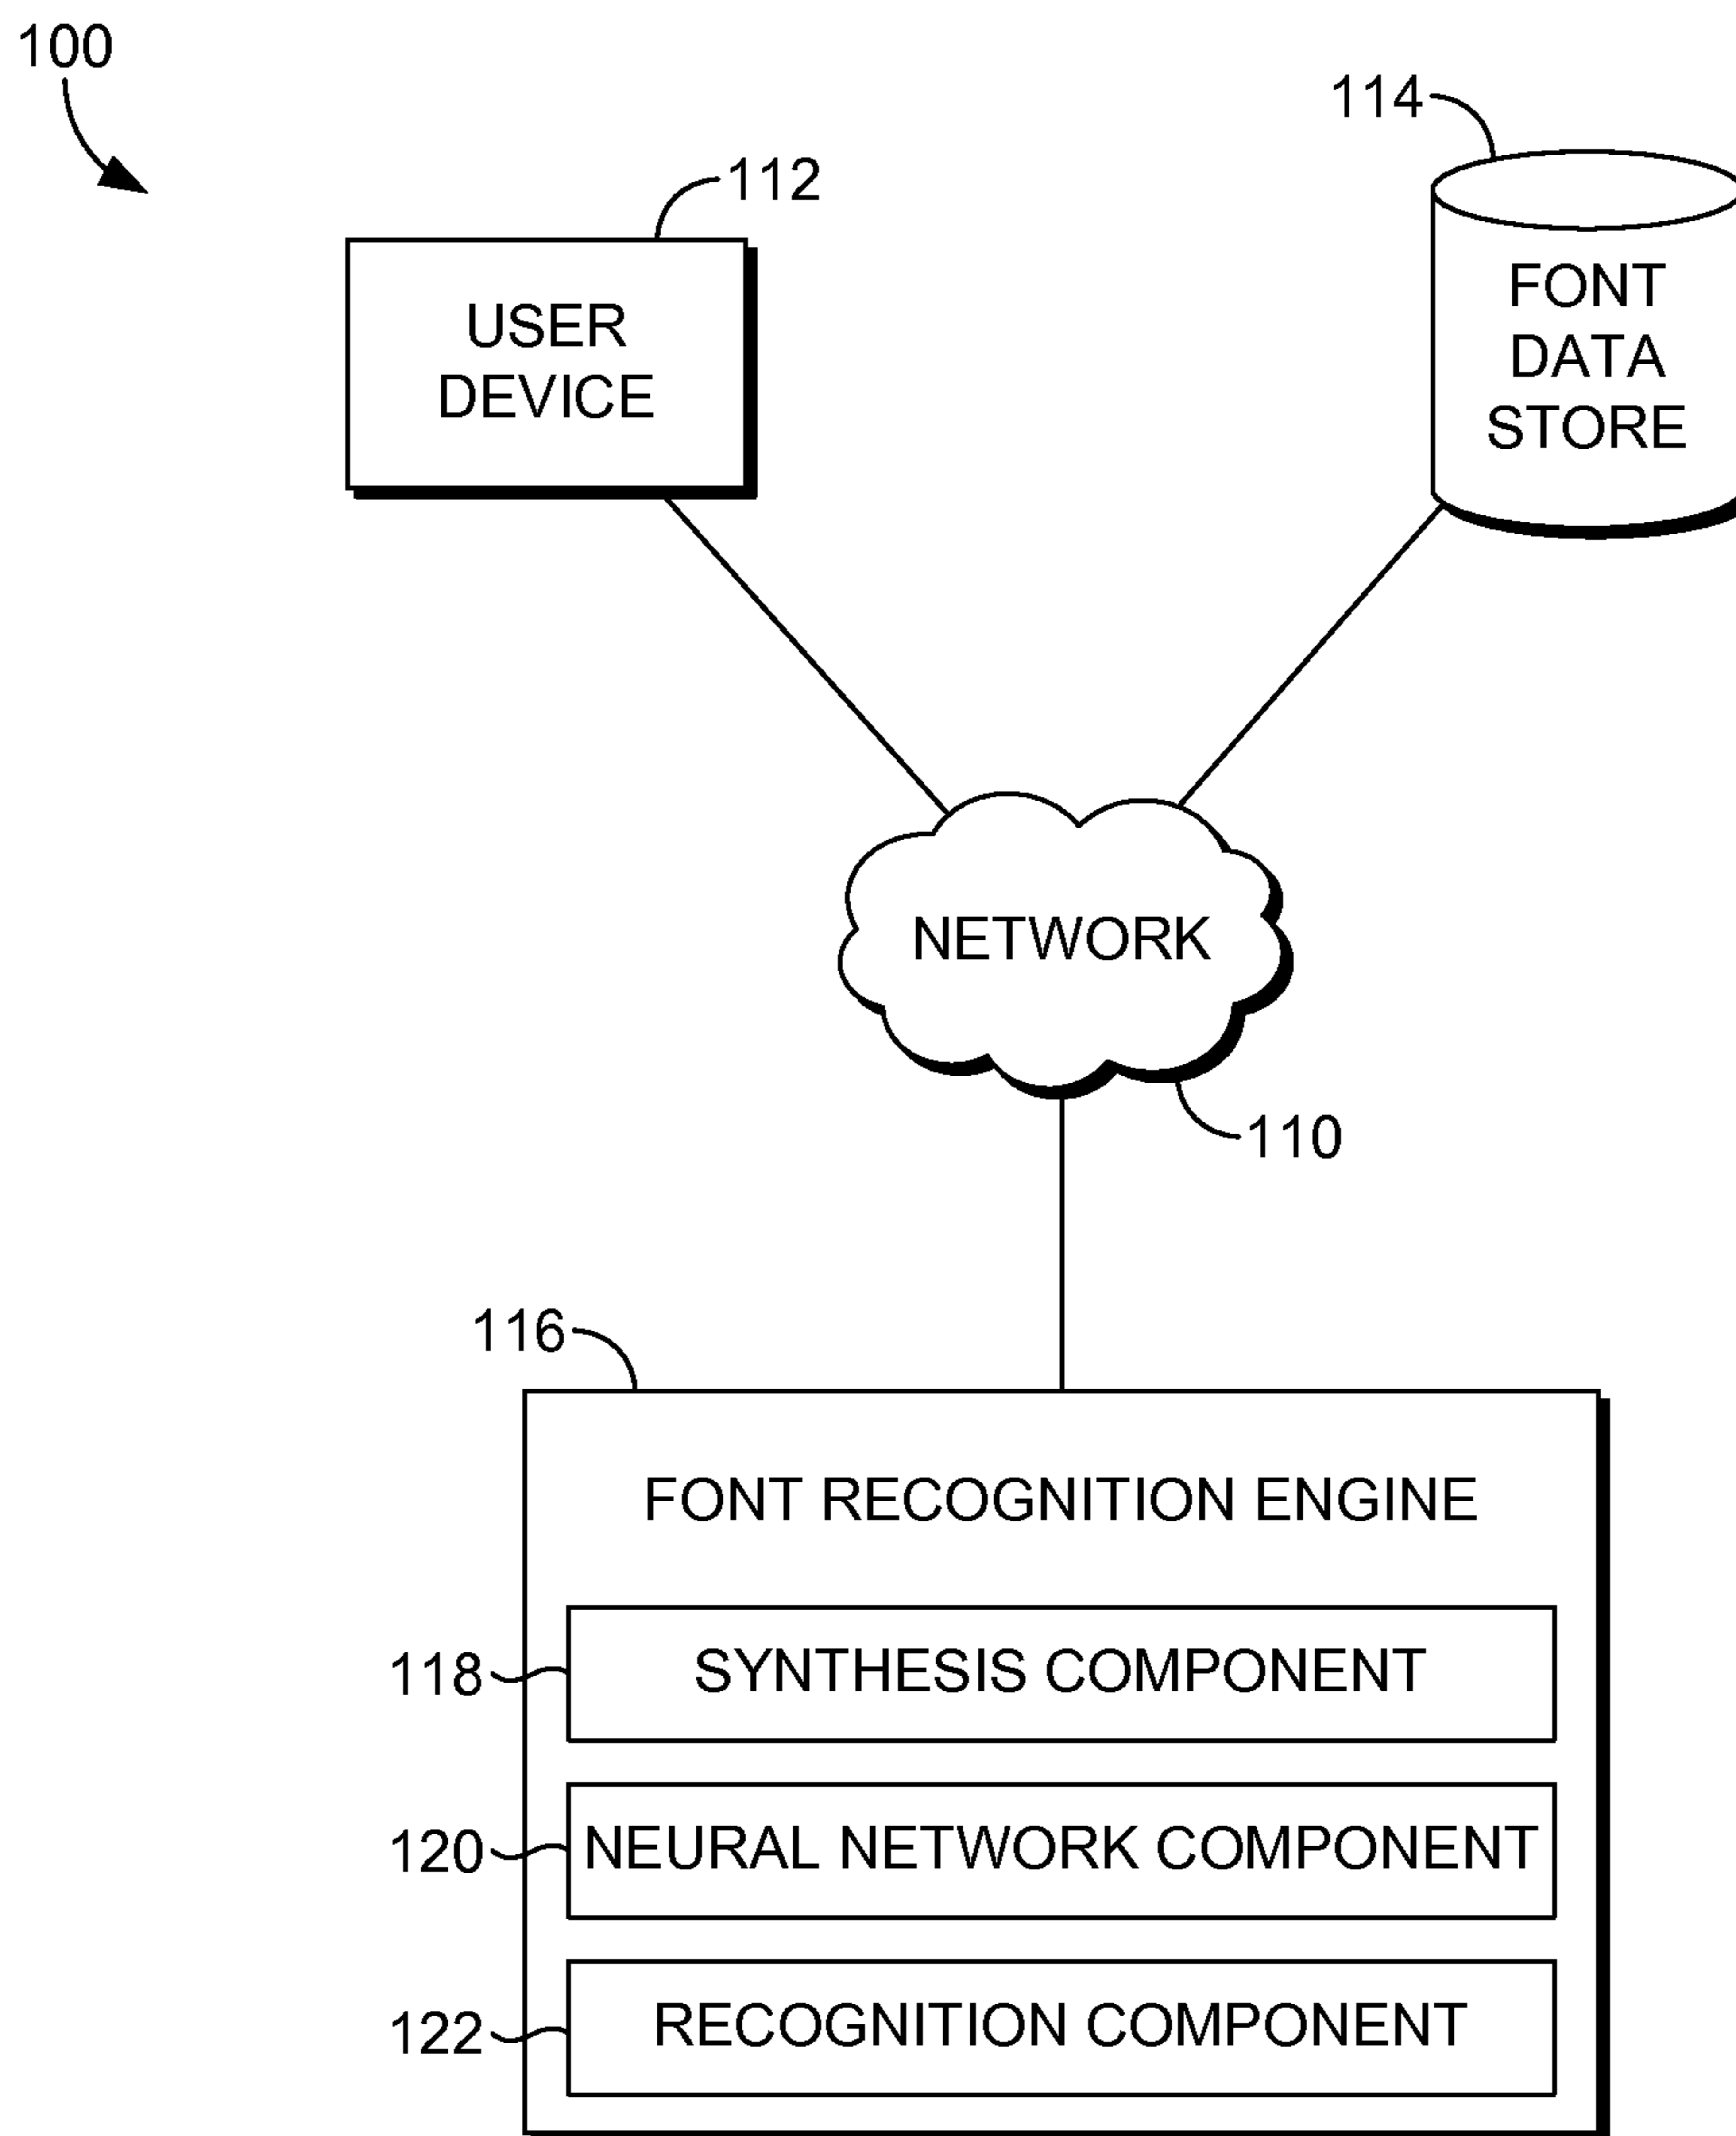 100
114
112
USER
DEVICE
FONT
DATA
STORE
NETWORK
110
116
FONT RECOGNITION ENGINE
118
SYNTHESIS COMPONENT
120
NEURAL NETWORK COMPONENT
122
RECOGNITION COMPONENT